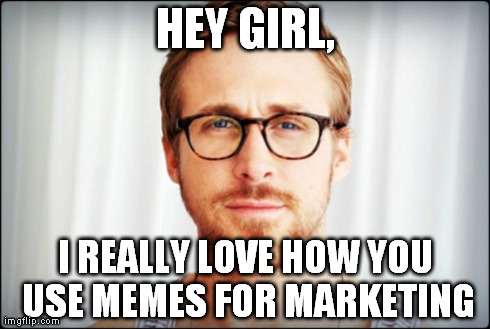 HEY GIRL,
I REALLY LOVE HOW YOU
USE MEMES FOR MARKETING
imgflip.com